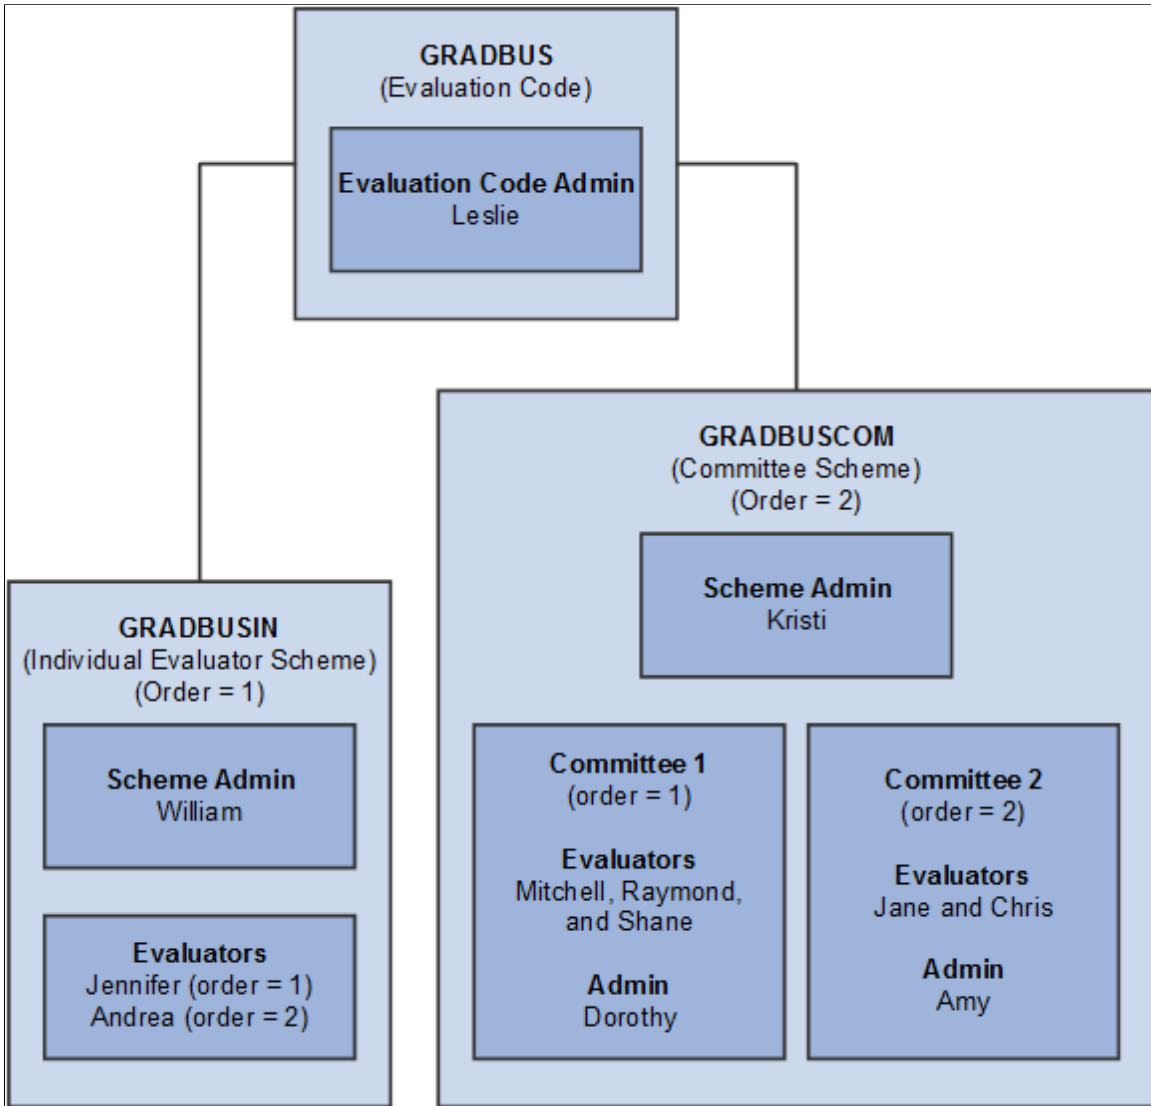 GRADBUS
(Evaluation Code)
Evaluation Code Admin
Leslie
GRADBUSIN
(Individual Evaluator Scheme)
(Order = 1)
Scheme Admin
William
Evaluators
Jennifer (order = 1)
Andrea (order = 2)
GRADBUSCOM
(Committee Scheme)
(Order = 2)
Scheme Admin
Kristi
Committee 1
(order = 1)
Evaluators
Mitchell, Raymond,
and Shane
Admin
Dorothy
Committee 2
(order = 2)
Evaluators
Jane and Chris
Admin
Amy